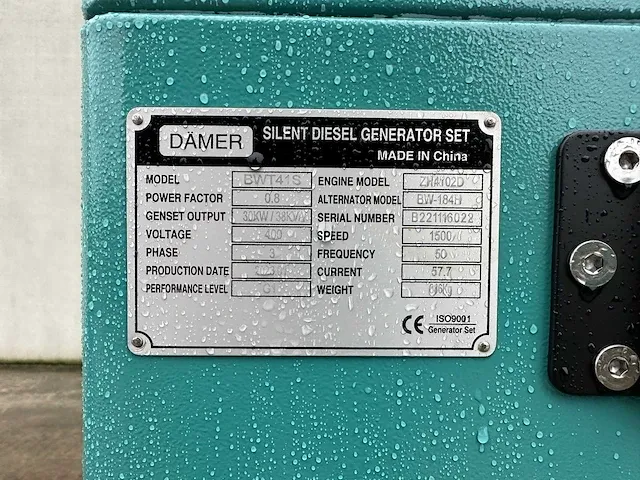 DÄMER SILENT DIESEL GENERATOR SET
MADE IN China
MODEL BWT41S ENGINE MODEL ZH4102D
POWER FACTOR 0.8 ALTERNATOR MODEL BW-184H
GENSET OUTPUT 30KW/38KVA SERIAL NUMBER B221116028
VOLTAGE 400 SPEED 1500
PHASE 3 FREQUENCY 50
PRODUCTION DATE CURRENT 57.7
PERFORMANCE LEVEL WEIGHT
CE ISO9001
Generator Set